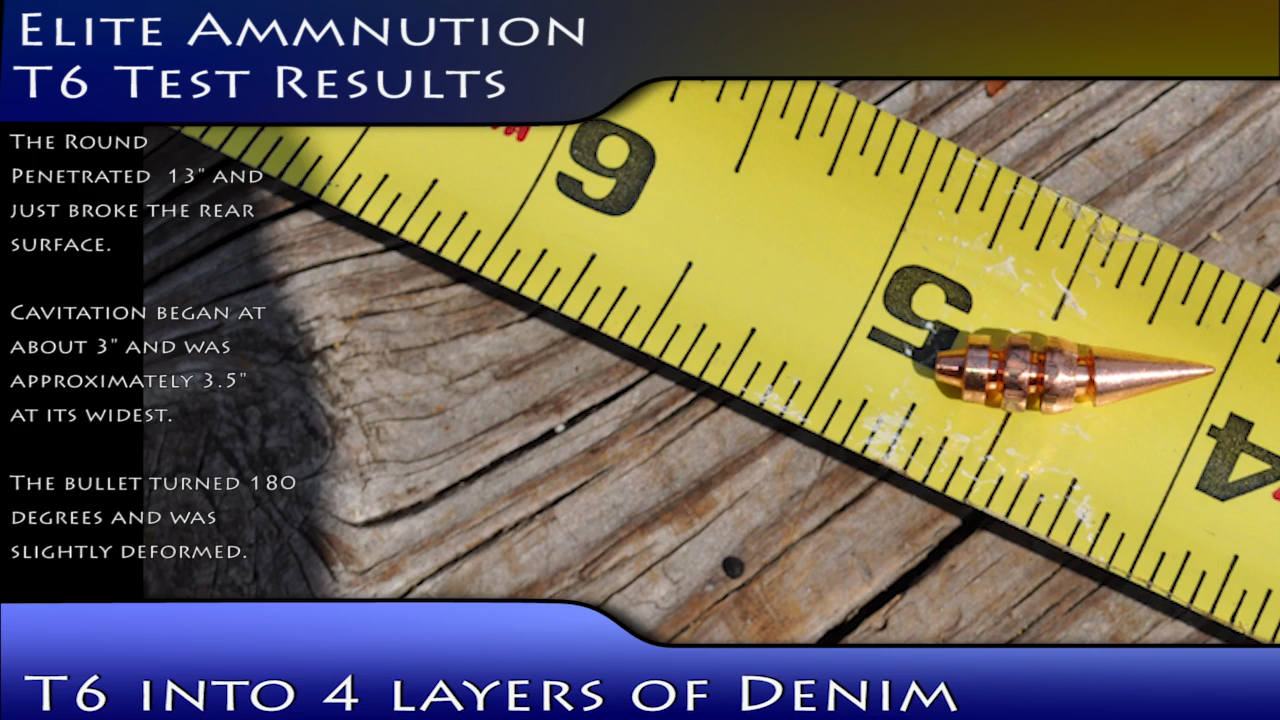 Elite Ammnution
T6 Test Results
The Round
Penetrated 13" and
just broke the rear
surface.
Cavitation began at
about 3" and was
approximately 3.5"
at its widest.
The bullet turned 180
degrees and was
slightly deformed.
6
5
4
T6 into 4 layers of Denim